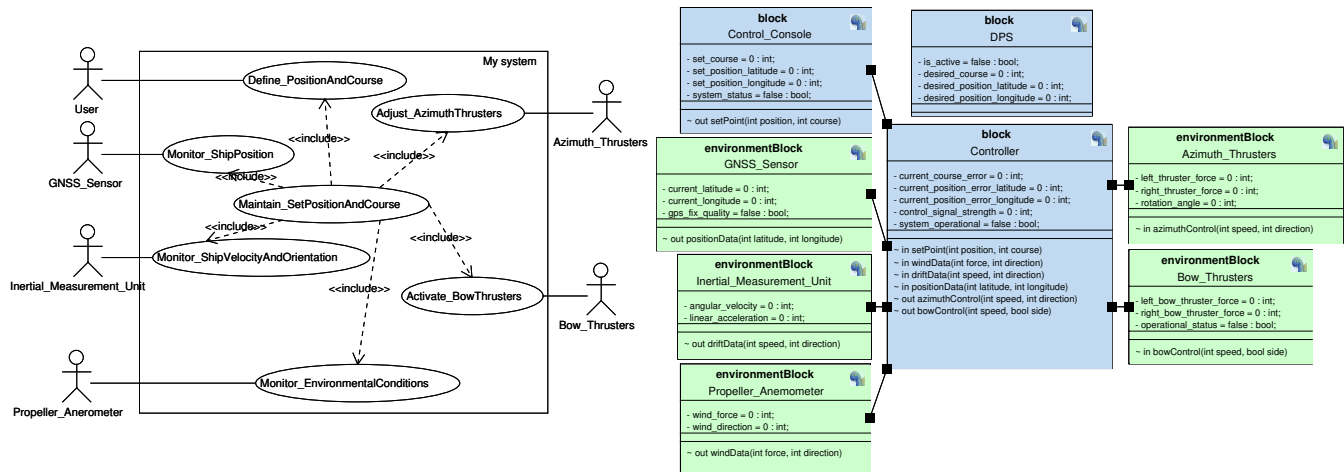 My system
User
Define_PositionAndCourse
Adjust_AzimuthThrusters
Azimuth_Thrusters
<<include>>
<<include>>
GNSS_Sensor
Monitor_ShipPosition
<<include>>
Maintain_SetPositionAndCourse
<<include>>
<<include>>
Inertial_Measurement_Unit
Monitor_ShipVelocityAndOrientation
<<include>>
Activate_BowThrusters
Bow_Thrusters
Propeller_Anerometer
Monitor_EnvironmentalConditions
block
Control_Console
- set_course = 0 : int;
- set_position_latitude = 0 : int;
- set_position_longitude = 0 : int;
- system_status = false : bool;
~ out setPoint(int position, int course)
block
DPS
- is_active = false : bool;
- desired_course = 0 : int;
- desired_position_latitude = 0 : int;
- desired_position_longitude = 0 : int;
environmentBlock
GNSS_Sensor
- current_latitude = 0 : int;
- current_longitude = 0 : int;
- gps_fix_quality = false : bool;
~ out positionData(int latitude, int longitude)
block
Controller
- current_course_error = 0 : int;
- current_position_error_latitude = 0 : int;
- current_position_error_longitude = 0 : int;
- control_signal_strength = 0 : int;
- system_operational = false : bool;
~ in setPoint(int position, int course)
~ in windData(int force, int direction)
~ in driftData(int speed, int direction)
~ in positionData(int latitude, int longitude)
~ out azimuthControl(int speed, int direction)
~ out bowControl(int speed, bool side)
environmentBlock
Azimuth_Thrusters
- left_thruster_force = 0 : int;
- right_thruster_force = 0 : int;
- rotation_angle = 0 : int;
~ in azimuthControl(int speed, int direction)
environmentBlock
Inertial_Measurement_Unit
- angular_velocity = 0 : int;
- linear_acceleration = 0 : int;
~ out driftData(int speed, int direction)
environmentBlock
Bow_Thrusters
- left_bow_thruster_force = 0 : int;
- right_bow_thruster_force = 0 : int;
- operational_status = false : bool;
~ in bowControl(int speed, bool side)
environmentBlock
Propeller_Anemometer
- wind_force = 0 : int;
- wind_direction = 0 : int;
~ out windData(int force, int direction)